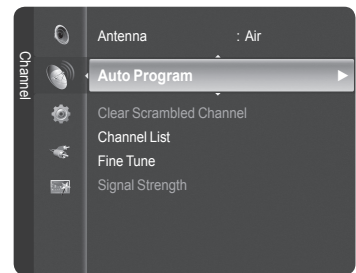 Channel
Antenna : Air
Auto Program
Clear Scrambled Channel
Channel List
Fine Tune
Signal Strength